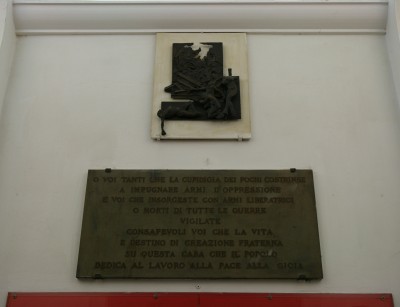 O VOI TANTI CHE LA CUPIDIGIA DEI POCHI COSTRINSE
A IMPUGNARE ARMI D'OPPRESSIONE
O VOI CHE INSORGESTE CON ARMI LIBERATRICI
O MORTI DI TUTTE LE GUERRE
VIGILATE
CONSAPEVOLI VOI CHE LA VITA
E DESTINO DI CREAZIONE FRATERNA
SU QUESTA CASA CHE IL POPOLO
DEDICA AL LAVORO ALLA PACE ALLA GIOIA